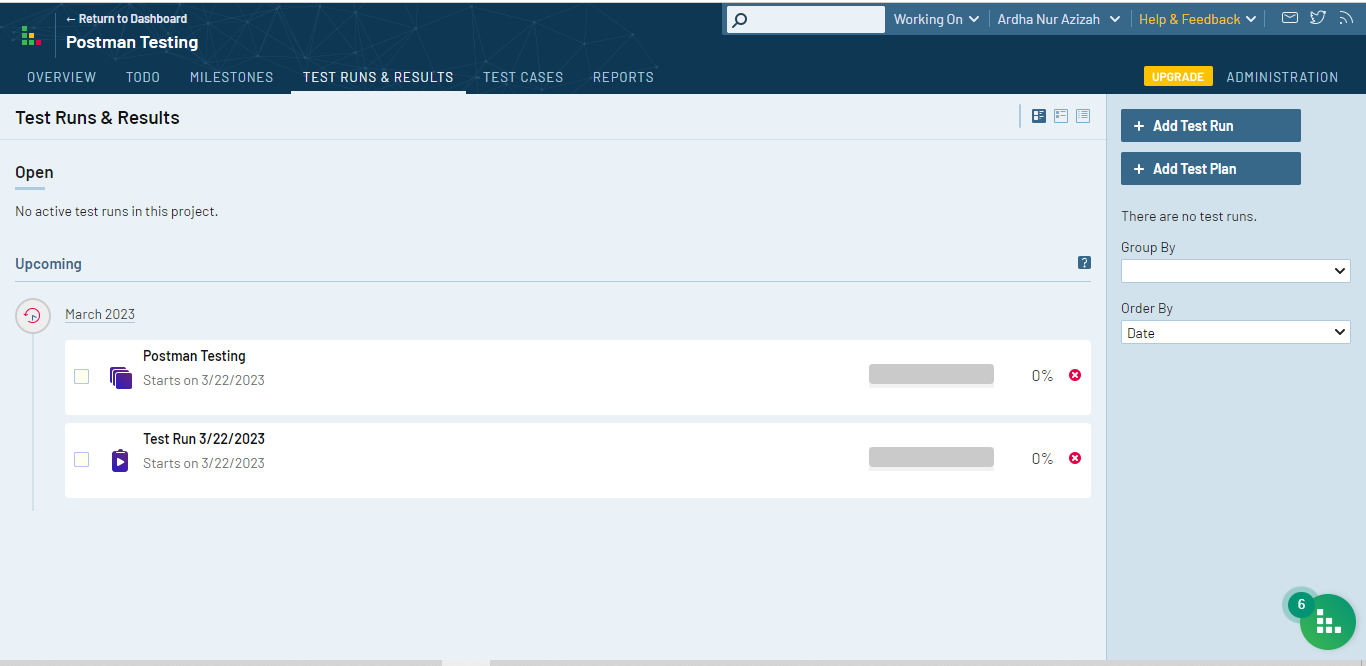 ← Return to Dashboard
Postman Testing
Working On
Ardha Nur Azizah
Help & Feedback
OVERVIEW
TODO
MILESTONES
TEST RUNS & RESULTS
TEST CASES
REPORTS
UPGRADE
ADMINISTRATION
Test Runs & Results
Open
No active test runs in this project.
Upcoming
?
March 2023
Postman Testing
Starts on 3/22/2023
0%
Test Run 3/22/2023
Starts on 3/22/2023
0%
+ Add Test Run
+ Add Test Plan
There are no test runs.
Group By
Order By
Date
6